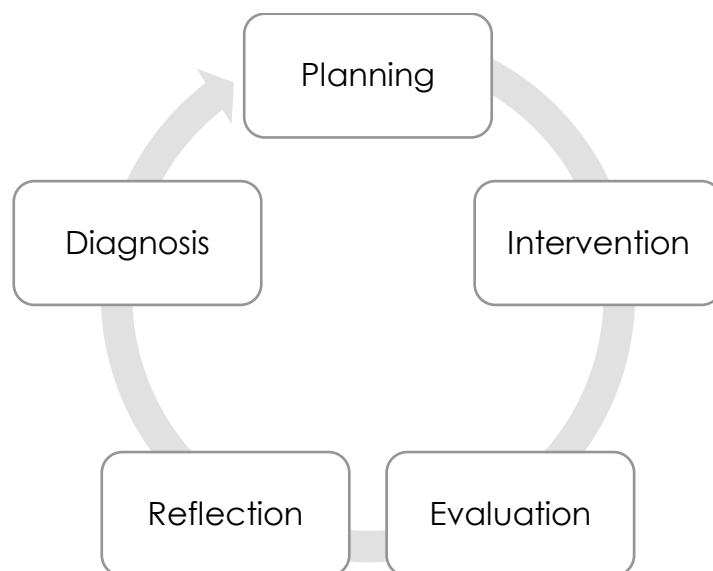 Planning
Intervention
Evaluation
Reflection
Diagnosis